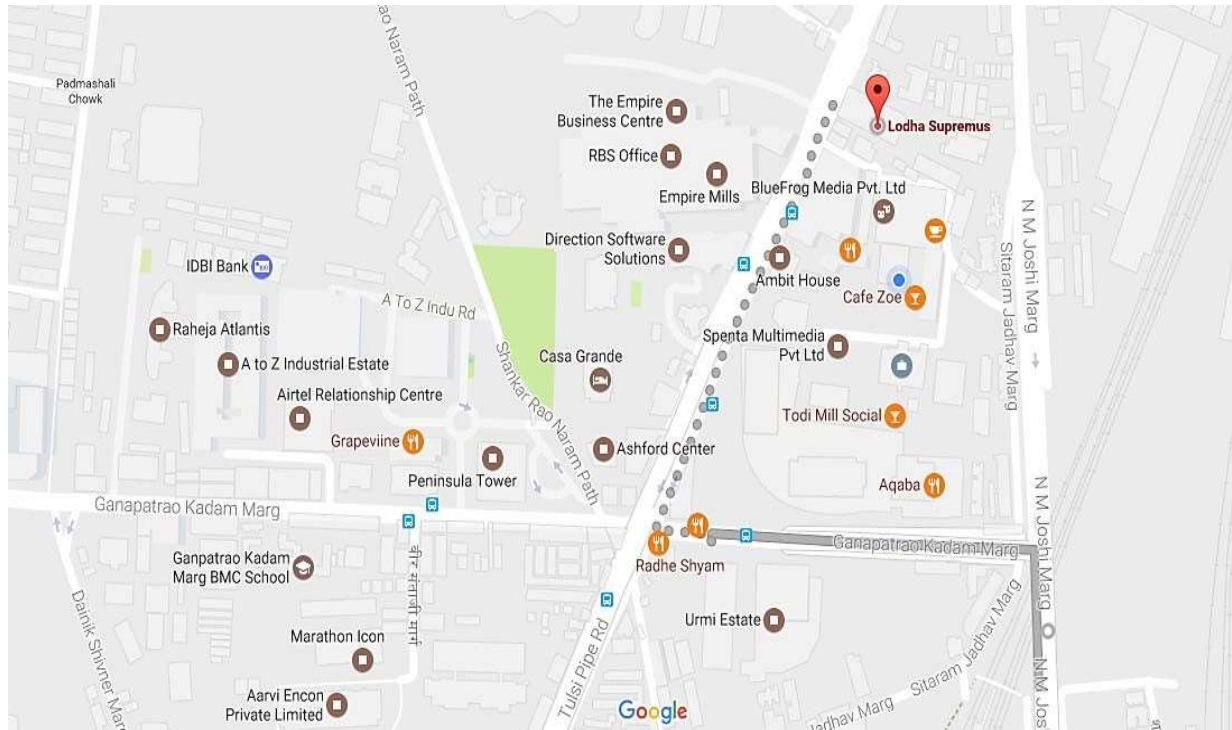 Padmashali
Chowk
rao Naram Path
The Empire
Business Centre
RBS Office
Empire Mills
Lodha Supremus
BlueFrog Media Pvt. Ltd
Direction Software
Solutions
Ambit House
Cafe Zoe
IDBI Bank
A To Z Indu Rd
Raheja Atlantis
A to Z Industrial Estate
Casa Grande
Spenta Multimedia
Pvt Ltd
N M Joshi Marg
Sitaram Jadhav Marg
Airtel Relationship Centre
Shankar Rao Naram Path
Todi Mill Social
Grapeviine
Ashford Center
Peninsula Tower
Aqaba
Ganapatrao Kadam Marg
Ganapatrao Kadam Marg
N M Joshi Marg
Radhe Shyam
Ganpatrao Kadam
Marg BMC School
Urmi Estate
Dainik Shivner Marg
Marathon Icon
Tulsi Pipe Rd
Sitaram Jadhav Marg
Aarvi Encon
Private Limited
Google
Jadhav Marg
N M Jos